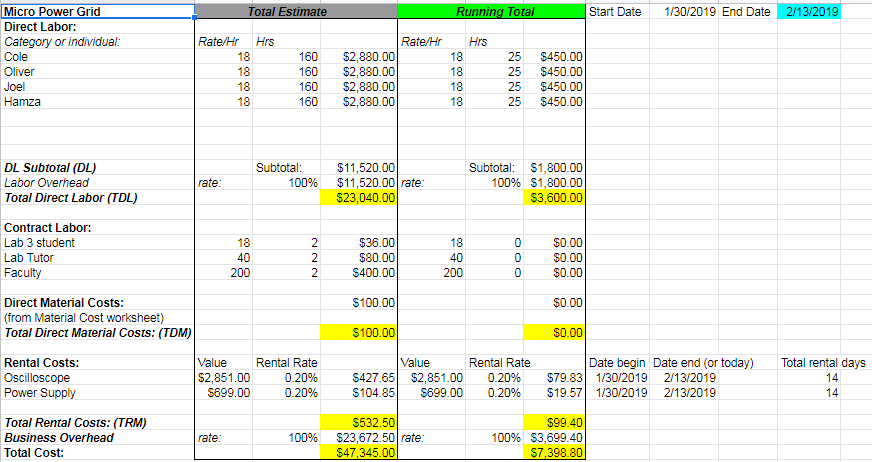 Micro Power Grid Total Estimate Running Total Start Date 1/30/2019 End Date 2/13/2019
Direct Labor:
Category or individual: Rate/Hr Hrs Rate/Hr Hrs
Cole 18 160 $2,880.00 18 25 $450.00
Oliver 18 160 $2,880.00 18 25 $450.00
Joel 18 160 $2,880.00 18 25 $450.00
Hamza 18 160 $2,880.00 18 25 $450.00
DL Subtotal (DL) Subtotal: $11,520.00 Subtotal: $1,800.00
Labor Overhead rate: 100% $11,520.00 rate: 100% $1,800.00
Total Direct Labor (TDL) $23,040.00 $3,600.00
Contract Labor:
Lab 3 student 18 2 $36.00 18 0 $0.00
Lab Tutor 40 2 $80.00 40 0 $0.00
Faculty 200 2 $400.00 200 0 $0.00
Direct Material Costs: $100.00 $0.00
(from Material Cost worksheet)
Total Direct Material Costs: (TDM) $100.00 $0.00
Rental Costs: Value Rental Rate Value Rental Rate Date begin Date end (or today) Total rental days
Oscilloscope $2,851.00 0.20% $427.65 $2,851.00 0.20% $79.83 1/30/2019 2/13/2019 14
Power Supply $699.00 0.20% $104.85 $699.00 0.20% $19.57 1/30/2019 2/13/2019 14
Total Rental Costs: (TRM) $532.50 $99.40
Business Overhead rate: 100% $23,672.50 rate: 100% $3,699.40
Total Cost: $47,345.00 $7,398.80